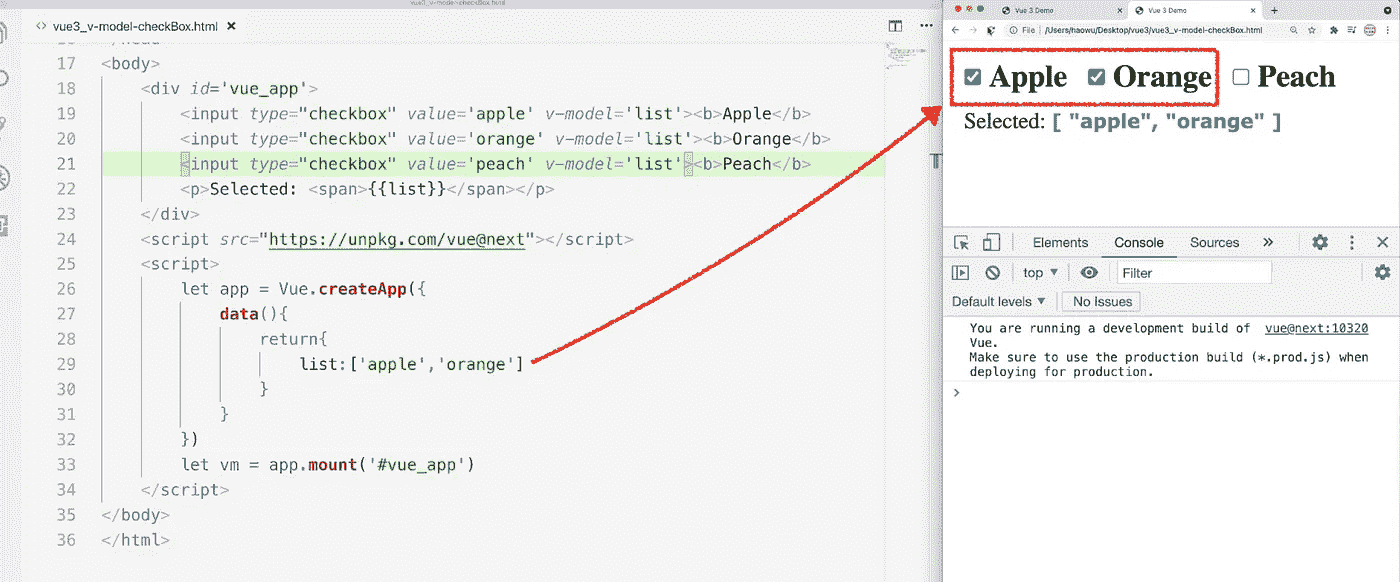 vue3_v-model-checkBox.html
vue3_v-model-checkBox.html ×
17 <body>
18 <div id='vue_app'>
19 <input type="checkbox" value='apple' v-model='list'><b>Apple</b>
20 <input type="checkbox" value='orange' v-model='list'><b>Orange</b>
21 <input type="checkbox" value='peach' v-model='list'><b>Peach</b>
22 <p>Selected: <span>{{list}}</span></p>
23 </div>
24 <script src="https://unpkg.com/vue@next"></script>
25 <script>
26 let app = Vue.createApp({
27 data(){
28 return{
29 list:['apple','orange']
30 }
31 }
32 })
33 let vm = app.mount('#vue_app')
34 </script>
35 </body>
36 </html>
Vue 3 Demo × Vue 3 Demo × +
File | /Users/haowu/Desktop/vue3/vue3_v-model-checkBox.html
Apple Orange Peach
Selected: [ "apple", "orange" ]
Elements Console Sources »
top Filter
Default levels No Issues
You are running a development build of vue@next:10320
Vue.
Make sure to use the production build (*.prod.js) when
deploying for production.
>